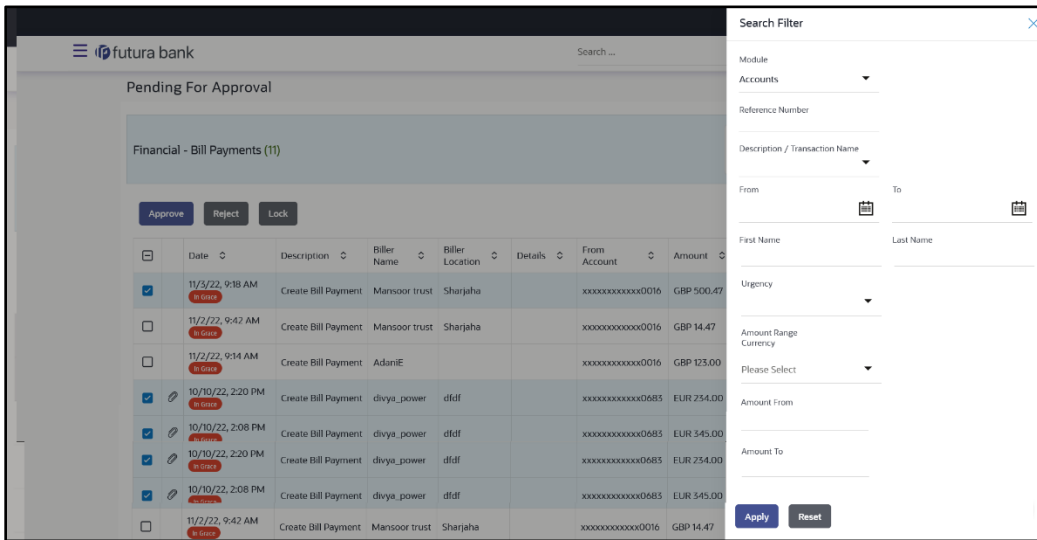 Search Filter
futura bank
Search ...
Pending For Approval
Financial - Bill Payments (11)
Approve Reject Lock
Date Description Biller Name Biller Location Details From Account Amount
11/3/22, 9:18 AM Create Bill Payment Mansoor trust Sharjaha xxxxxxxxxxxx0016 GBP 500.47
In Grace
11/2/22, 9:42 AM Create Bill Payment Mansoor trust Sharjaha xxxxxxxxxxxx0016 GBP 14.47
In Grace
11/2/22, 9:14 AM Create Bill Payment AdaniE xxxxxxxxxxxx0016 GBP 123.00
In Grace
10/10/22, 2:20 PM Create Bill Payment divya_power dfdf xxxxxxxxxxxx0683 EUR 234.00
In Grace
10/10/22, 2:08 PM Create Bill Payment divya_power dfdf xxxxxxxxxxxx0683 EUR 345.00
In Grace
10/10/22, 2:20 PM Create Bill Payment divya_power dfdf xxxxxxxxxxxx0683 EUR 234.00
In Grace
10/10/22, 2:08 PM Create Bill Payment divya_power dfdf xxxxxxxxxxxx0683 EUR 345.00
11/2/22, 9:42 AM Create Bill Payment Mansoor trust Sharjaha xxxxxxxxxxxx0016 GBP 14.47
In Grace
Module
Accounts
Reference Number
Description / Transaction Name
From To
First Name Last Name
Urgency
Amount Range
Currency
Please Select
Amount From
Amount To
Apply Reset